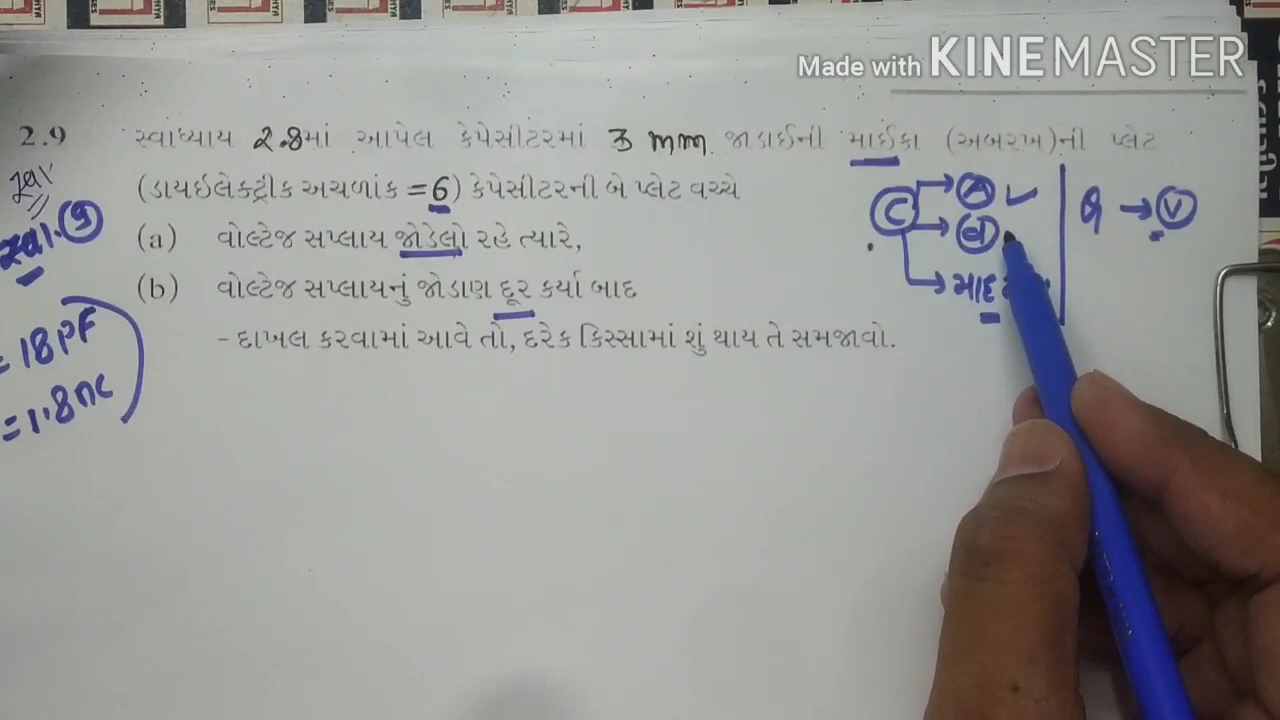 Made with KINEMASTER
2.9 સ્વાધ્યાય 2.8માં આપેલ કેપેસીટરમાં 3 mm જાડાઈની માઈકા (અબરખ)ની પ્લેટ
(ડાયઇલેક્ટ્રીક અચળાંક = 6) કેપેસીટરની બે પ્લેટ વચ્ચે
(a) વોલ્ટેજ સપ્લાય જોડેલો રહે ત્યારે,
(b) વોલ્ટેજ સપ્લાયનું જોડાણ દૂર કર્યા બાદ
- દાખલ કરવામાં આવે તો, દરેક કિસ્સામાં શું થાય તે સમજાવો.
C A
d
Q → V
= 18 PF
= 1.8 nc